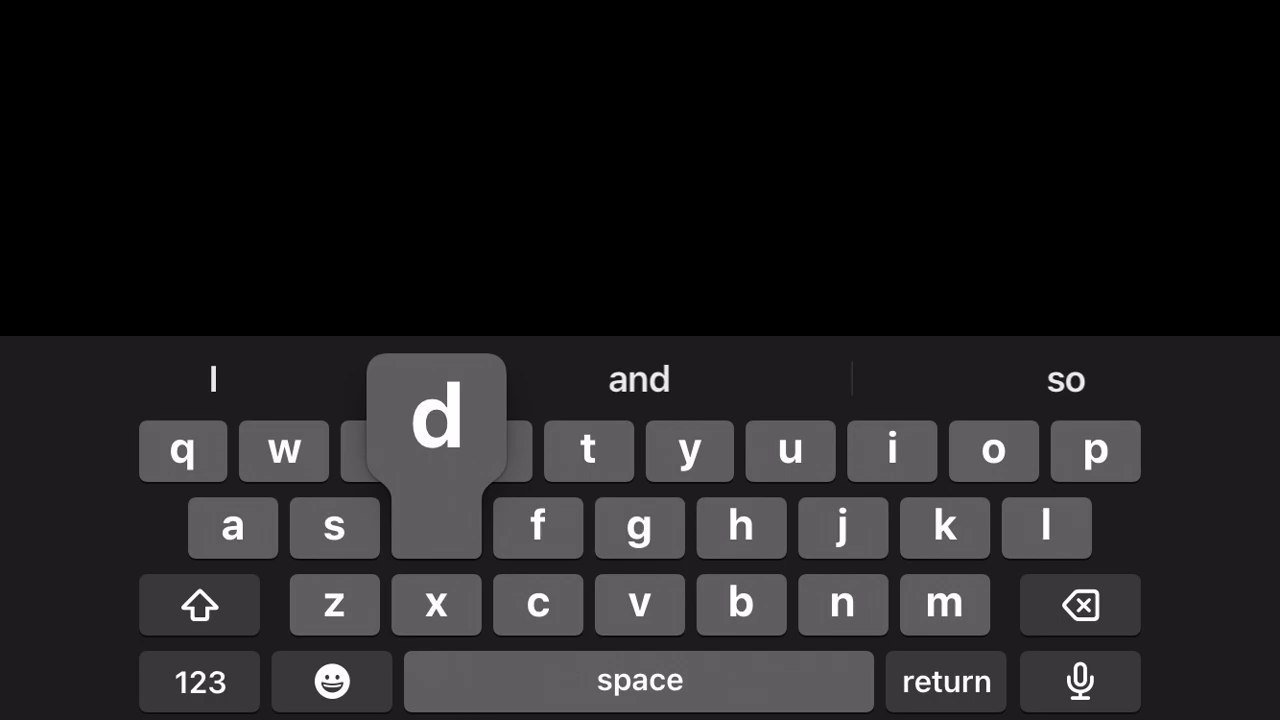 I and so
d
q w t y u i o p
a s f g h j k l
z x c v b n m
123 space return